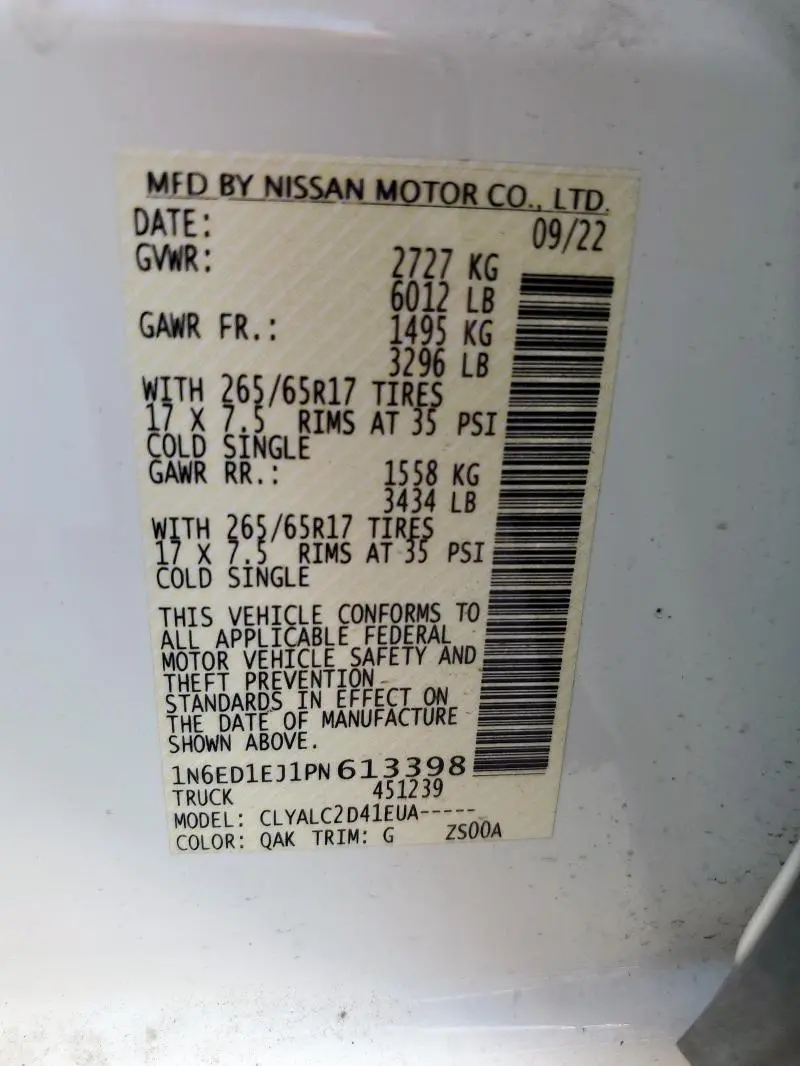 MFD BY NISSAN MOTOR CO., LTD.
DATE: 09/22
GVWR: 2727 KG
6012 LB
GAWR FR.: 1495 KG
3296 LB
WITH 265/65R17 TIRES
17 X 7.5 RIMS AT 35 PSI
COLD SINGLE
GAWR RR.: 1558 KG
3434 LB
WITH 265/65R17 TIRES
17 X 7.5 RIMS AT 35 PSI
COLD SINGLE
THIS VEHICLE CONFORMS TO
ALL APPLICABLE FEDERAL
MOTOR VEHICLE SAFETY AND
THEFT PREVENTION
STANDARDS IN EFFECT ON
THE DATE OF MANUFACTURE
SHOWN ABOVE.
1N6ED1EJ1PN613398
TRUCK 451239
MODEL: CLYALC2D41EUA-----
COLOR: QAK TRIM: G ZS00A